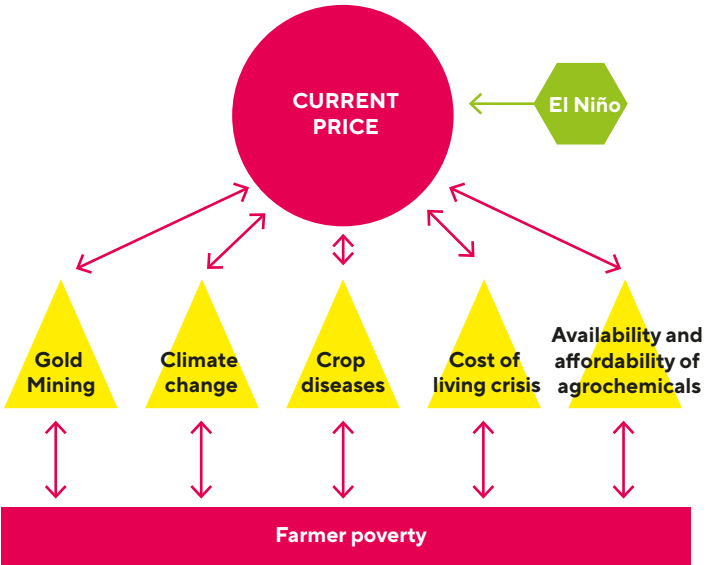 CURRENT
PRICE
El Niño
Gold
Mining
Climate
change
Crop
diseases
Cost of
living crisis
Availability and
affordability of
agrochemicals
Farmer poverty